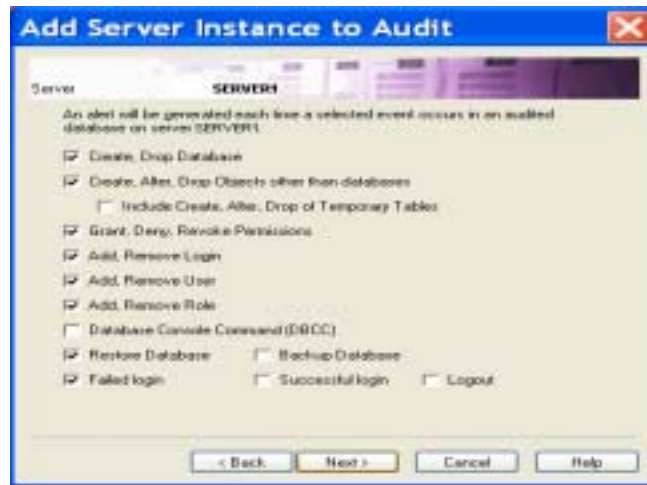 Add Server Instance to Audit
Server SERVER1
An alert will be generated each time a selected event occurs in an audited
database on server SERVER1.
Create, Drop Database
Create, Alter, Drop Objects other than databases
Include Create, Alter, Drop of Temporary Tables
Grant, Deny, Revoke Permissions
Add, Remove Login
Add, Remove User
Add, Remove Role
Database Console Command (DBCC)
Restore Database Backup Database
Failed login Successful login Logout
< Back Next > Cancel Help